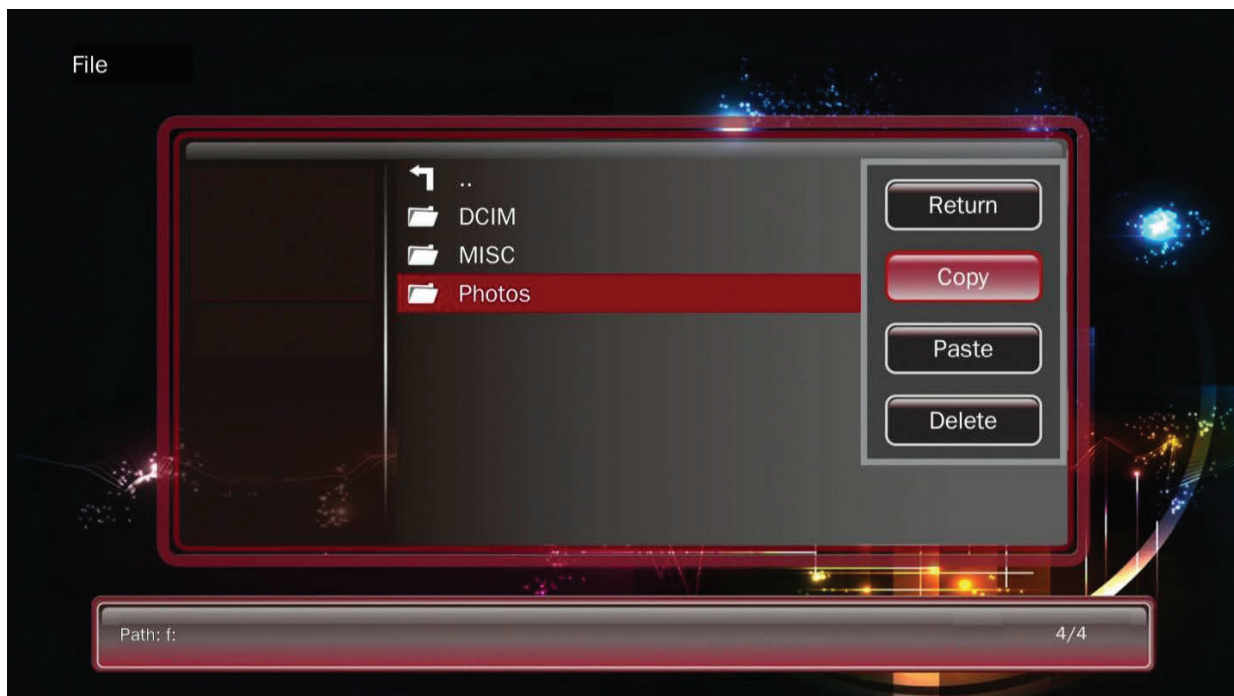 File
..
DCIM
MISC
Photos
Return
Copy
Paste
Delete
Path: f:
4/4